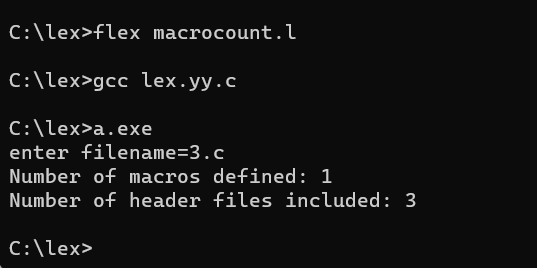 C:\lex>flex macrocount.l
C:\lex>gcc lex.yy.c
C:\lex>a.exe
enter filename=3.c
Number of macros defined: 1
Number of header files included: 3
C:\lex>